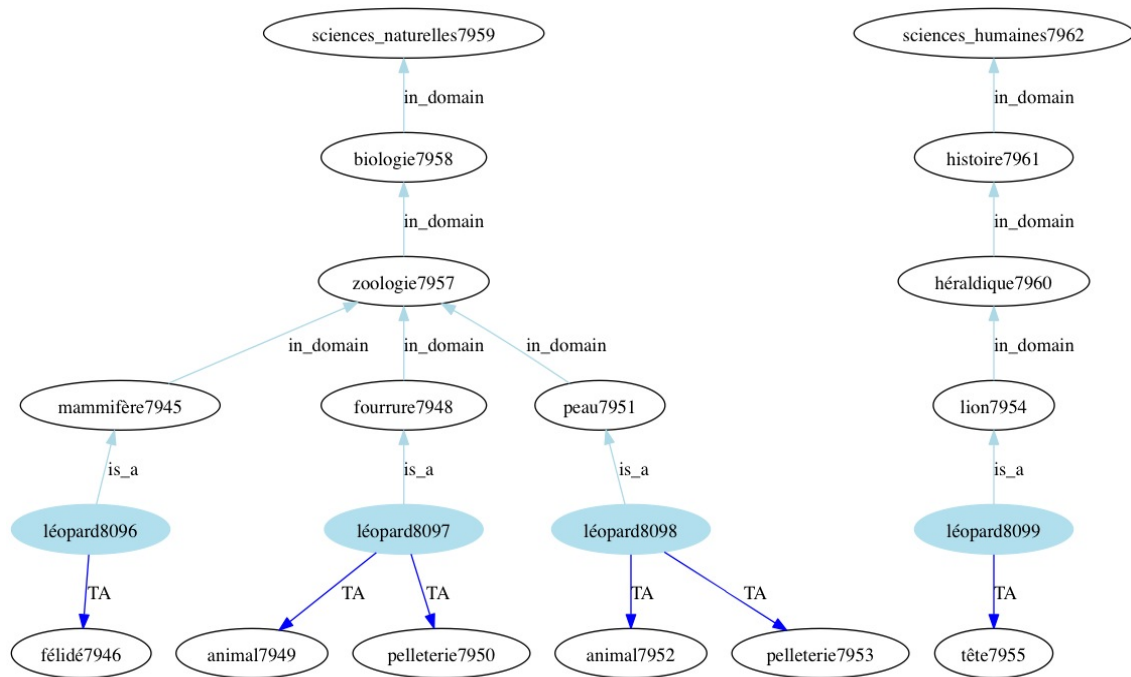 sciences_naturelles7959 sciences_humaines7962
in_domain in_domain
biologie7958 histoire7961
in_domain in_domain
zoologie7957 héraldique7960
in_domain in_domain in_domain in_domain
mammifère7945 fourrure7948 peau7951 lion7954
is_a is_a is_a is_a
léopard8096 léopard8097 léopard8098 léopard8099
TA TA TA TA TA TA
félidé7946 animal7949 pelleterie7950 animal7952 pelleterie7953 tête7955